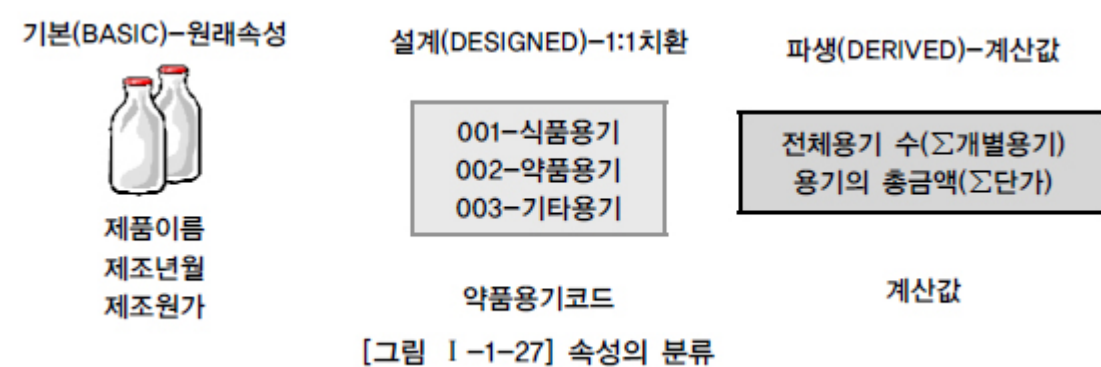 기본(BASIC)-원래속성
제품이름
제조년월
제조원가
설계(DESIGNED)-1:1치환
001-식품용기
002-약품용기
003-기타용기
약품용기코드
파생(DERIVED)-계산값
전체용기 수(∑개별용기)
용기의 총금액(∑단가)
계산값
[그림 Ⅰ-1-27] 속성의 분류